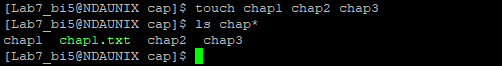 [Lab7_bi5@NDAUNIX cap]$ touch chap1 chap2 chap3
[Lab7_bi5@NDAUNIX cap]$ ls chap*
chap1  chap1.txt  chap2  chap3
[Lab7_bi5@NDAUNIX cap]$